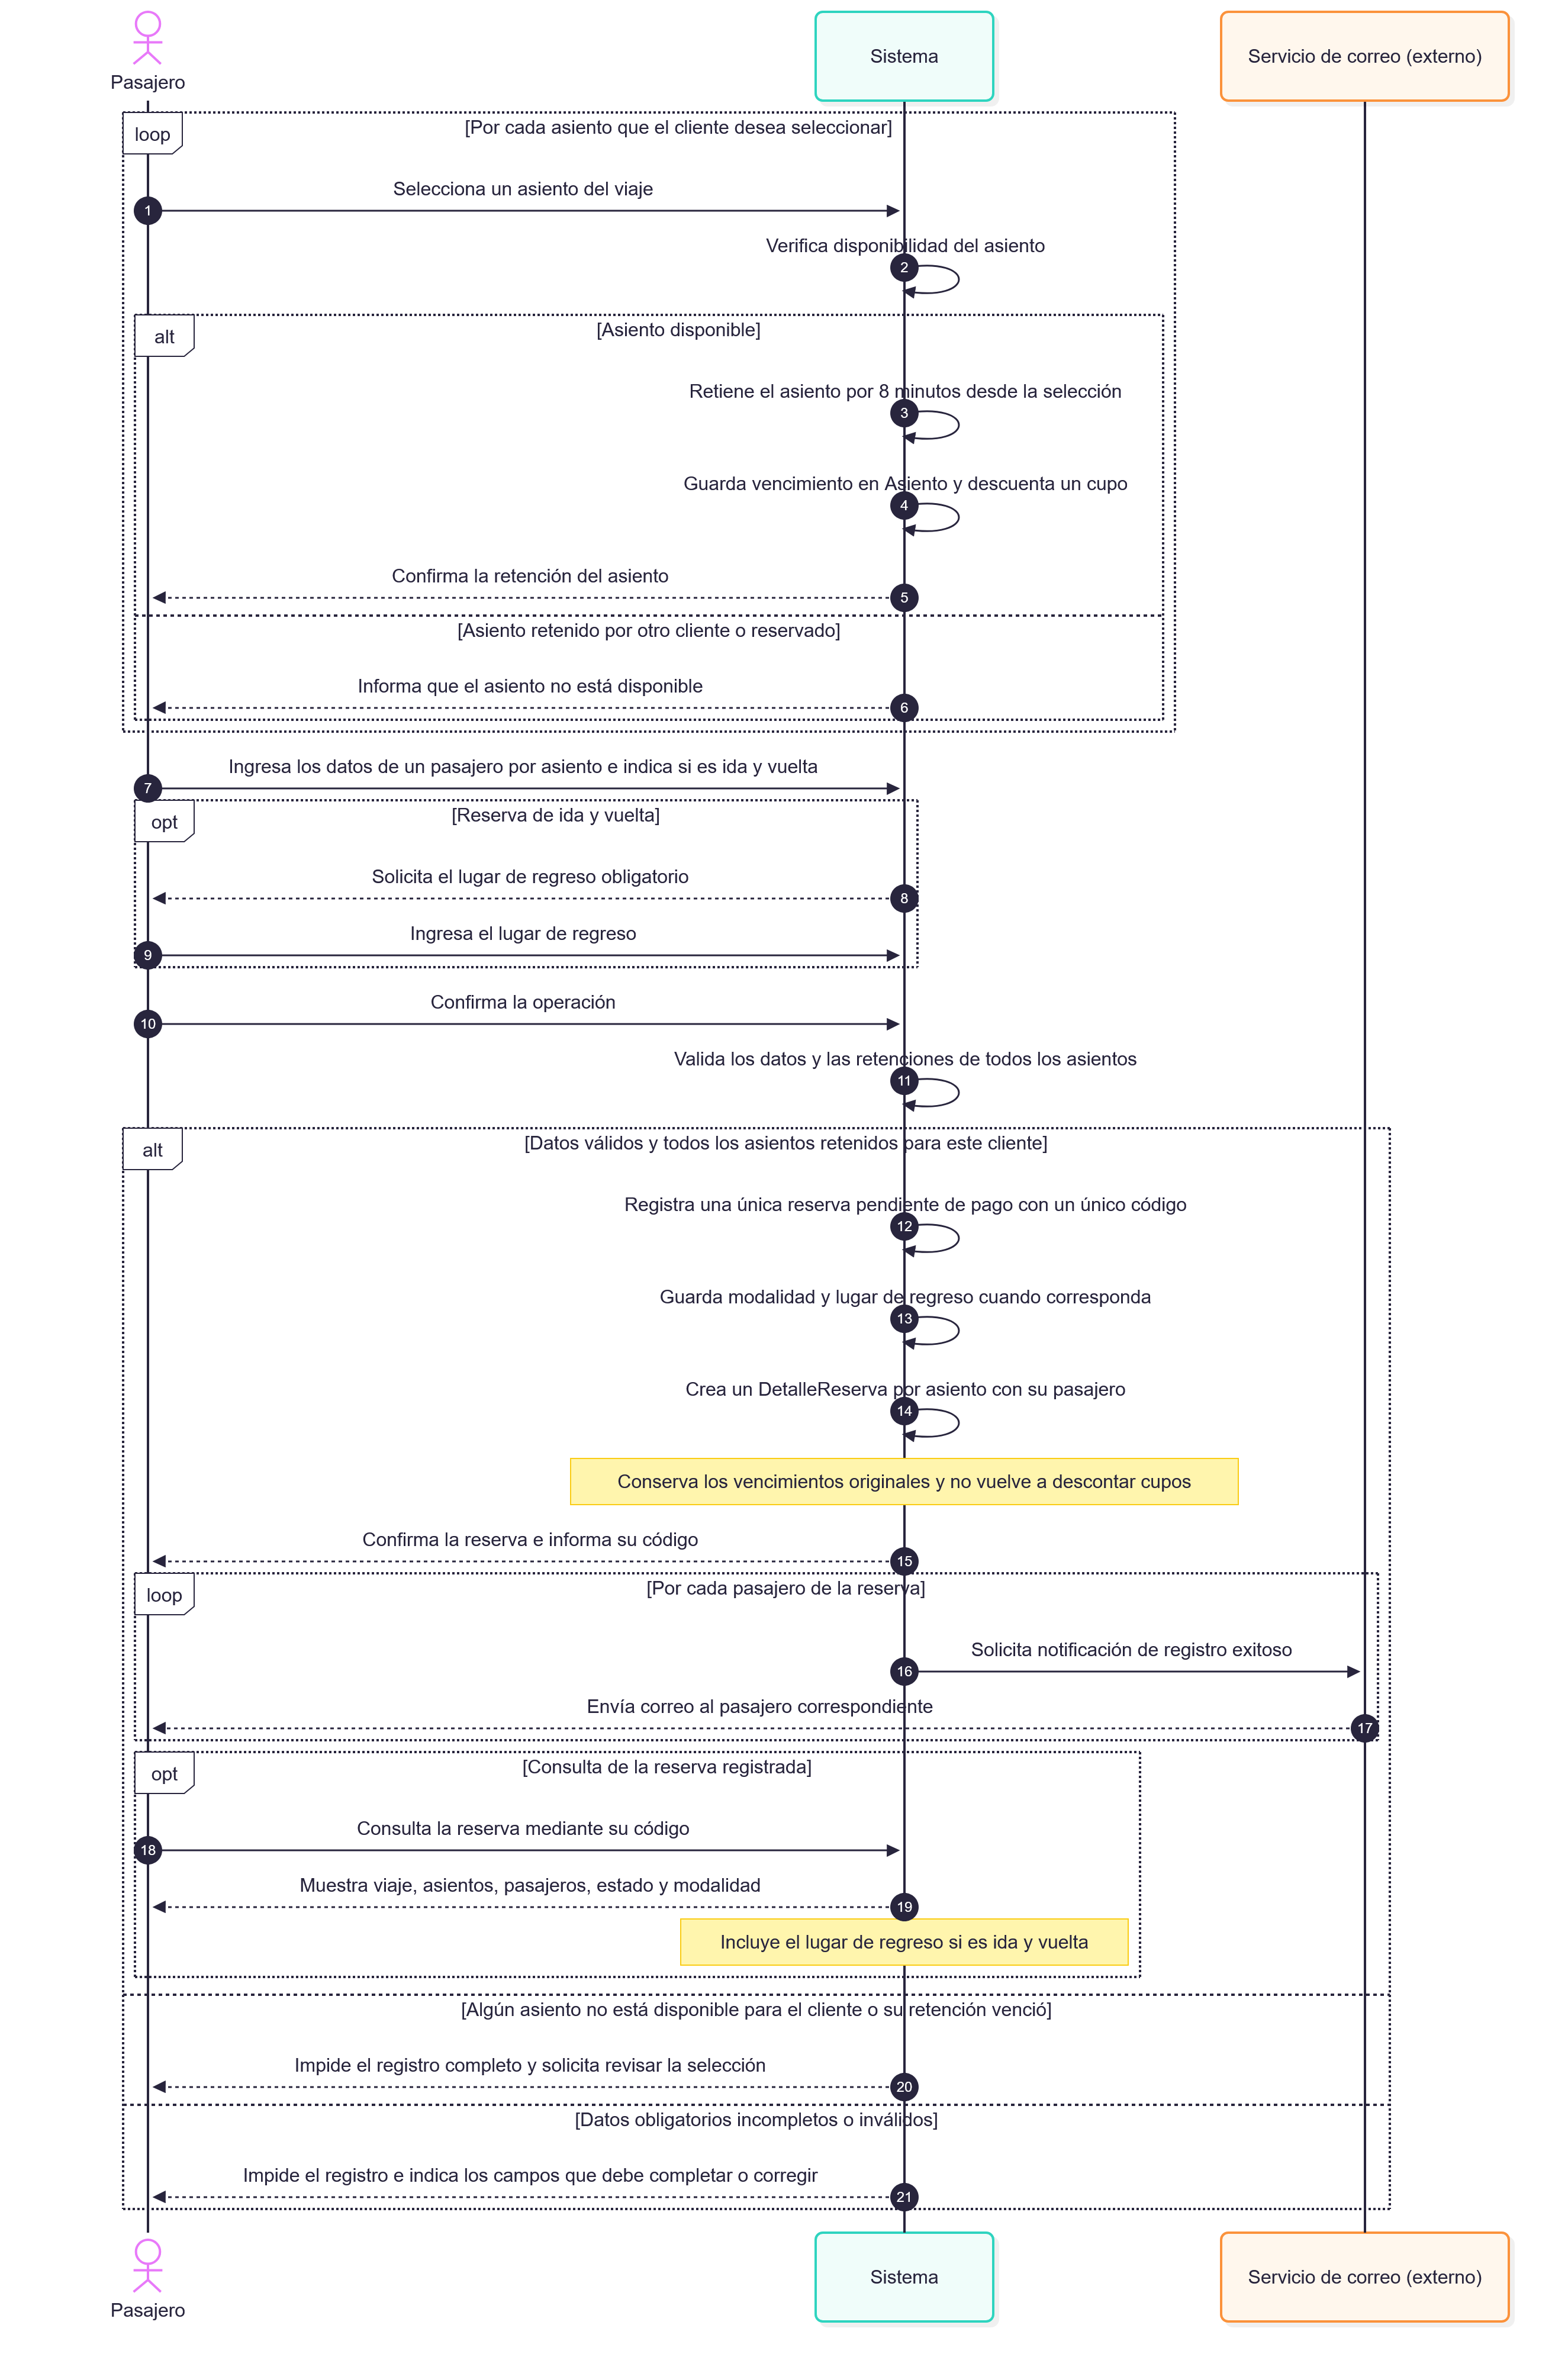 Pasajero
Sistema
Servicio de correo (externo)
loop
[Por cada asiento que el cliente desea seleccionar]
Selecciona un asiento del viaje
1
Verifica disponibilidad del asiento
2
alt
[Asiento disponible]
Retiene el asiento por 8 minutos desde la selección
3
Guarda vencimiento en Asiento y descuenta un cupo
4
Confirma la retención del asiento
5
[Asiento retenido por otro cliente o reservado]
Informa que el asiento no está disponible
6
Ingresa los datos de un pasajero por asiento e indica si es ida y vuelta
7
opt
[Reserva de ida y vuelta]
Solicita el lugar de regreso obligatorio
8
Ingresa el lugar de regreso
9
Confirma la operación
10
Valida los datos y las retenciones de todos los asientos
11
alt
[Datos válidos y todos los asientos retenidos para este cliente]
Registra una única reserva pendiente de pago con un único código
12
Guarda modalidad y lugar de regreso cuando corresponda
13
Crea un DetalleReserva por asiento con su pasajero
14
Conserva los vencimientos originales y no vuelve a descontar cupos
Confirma la reserva e informa su código
15
loop
[Por cada pasajero de la reserva]
Solicita notificación de registro exitoso
16
Envía correo al pasajero correspondiente
17
opt
[Consulta de la reserva registrada]
Consulta la reserva mediante su código
18
Muestra viaje, asientos, pasajeros, estado y modalidad
19
Incluye el lugar de regreso si es ida y vuelta
[Algún asiento no está disponible para el cliente o su retención venció]
Impide el registro completo y solicita revisar la selección
20
[Datos obligatorios incompletos o inválidos]
Impide el registro e indica los campos que debe completar o corregir
21
Pasajero
Sistema
Servicio de correo (externo)